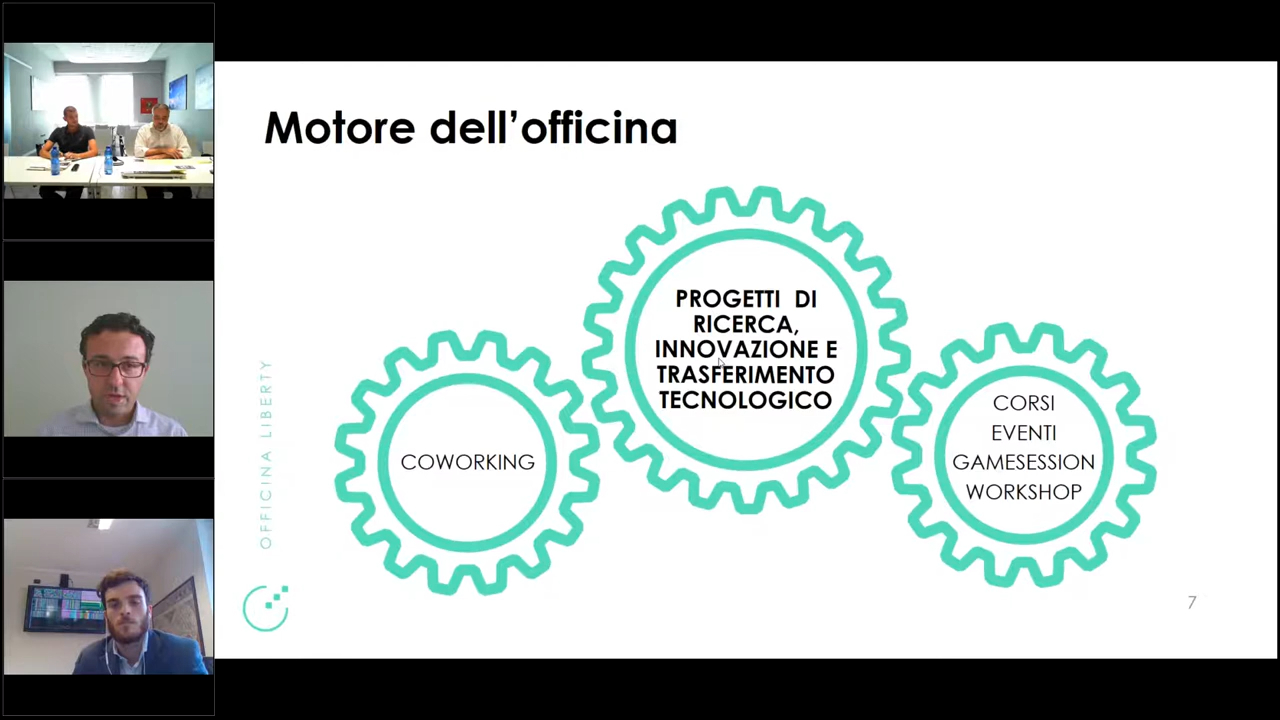 Motore dell’officina
PROGETTI DI
RICERCA,
INNOVAZIONE E
TRASFERIMENTO
TECNOLOGICO
COWORKING
CORSI
EVENTI
GAMESESSION
WORKSHOP
OFFICINA LIBERTY
7